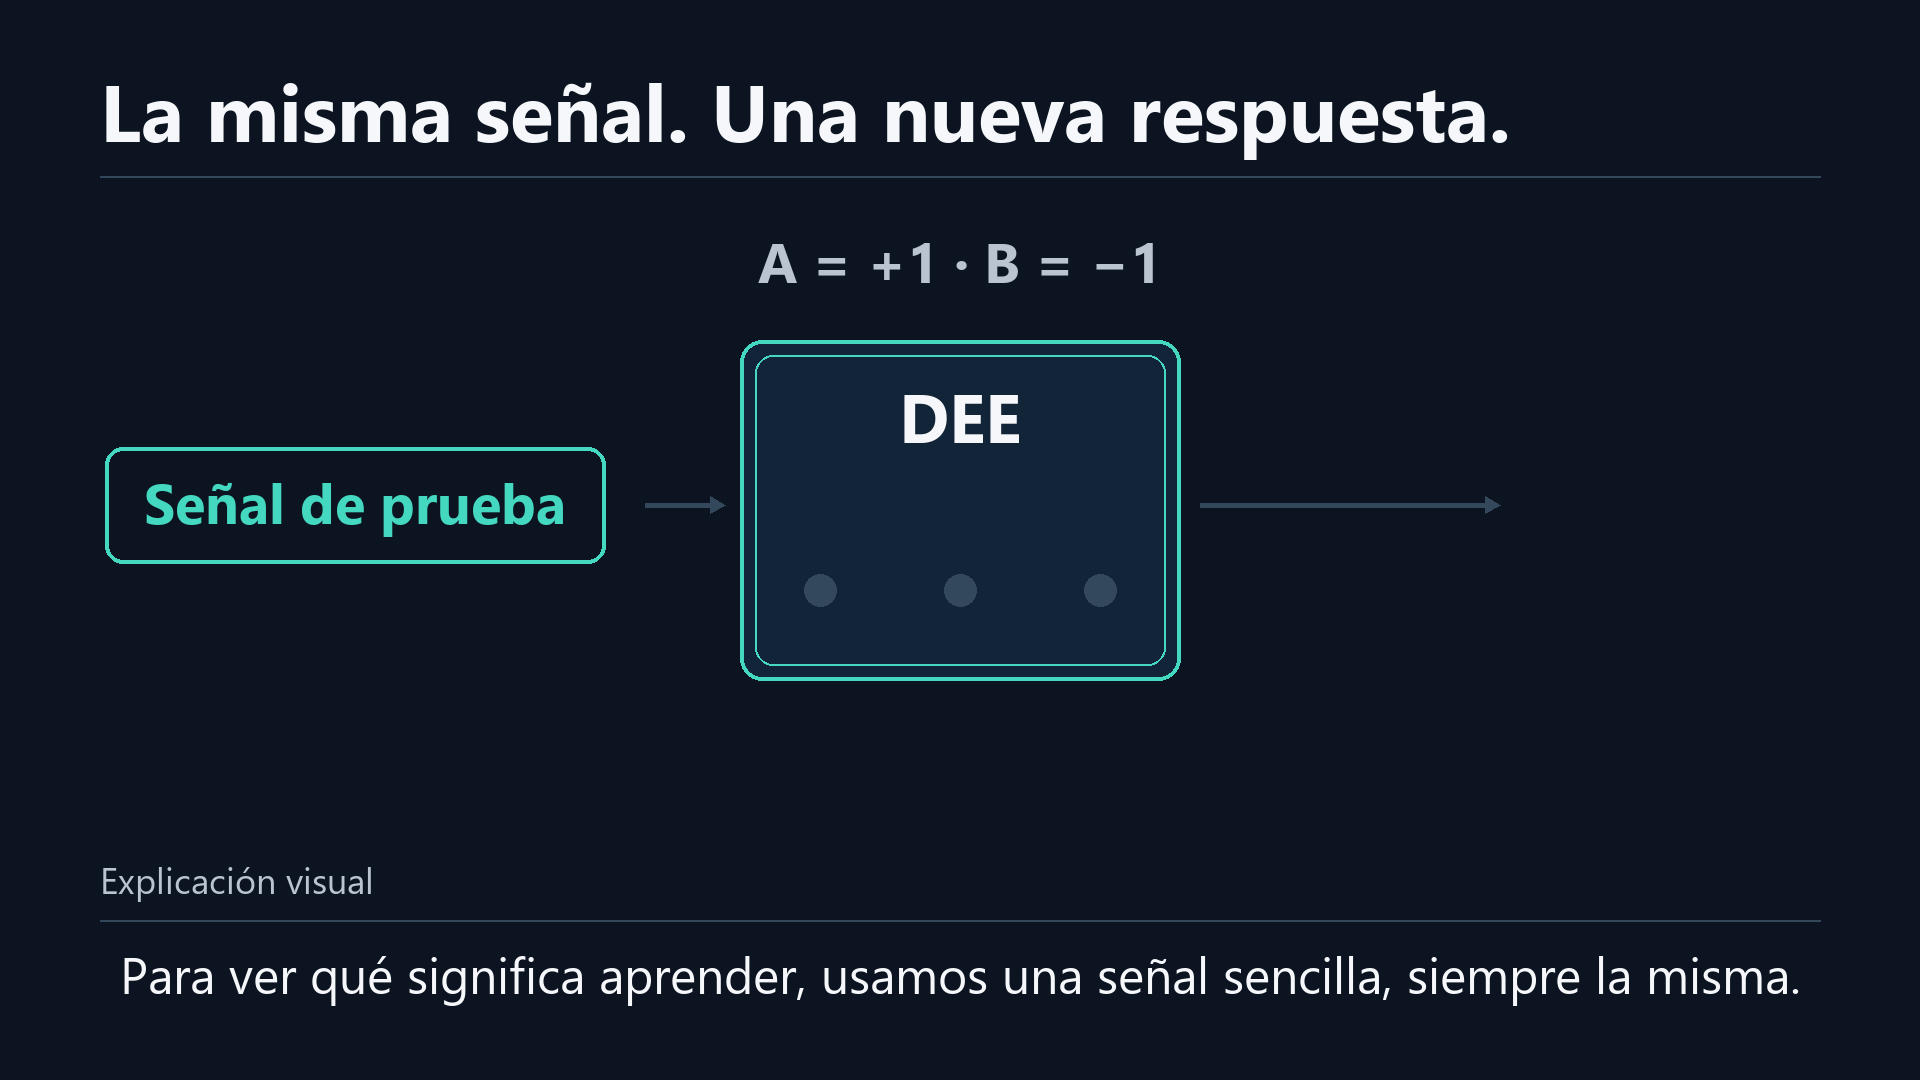 La misma señal. Una nueva respuesta.
A = +1 · B = −1
DEE
Señal de prueba
Explicación visual
Para ver qué significa aprender, usamos una señal sencilla, siempre la misma.